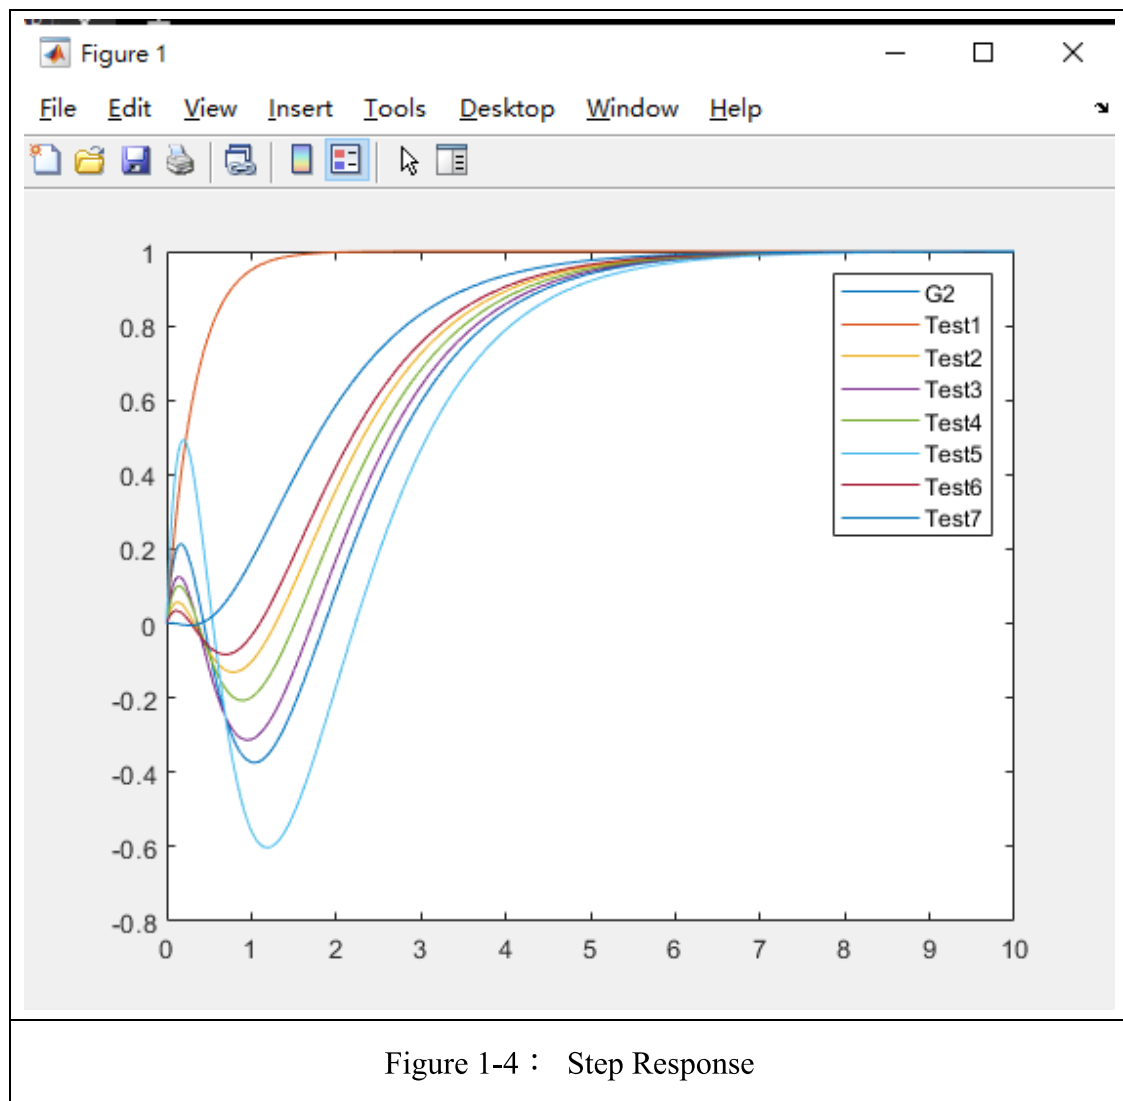 Figure 1
File Edit View Insert Tools Desktop Window Help
1
0.8
0.6
0.4
0.2
0
-0.2
-0.4
-0.6
-0.8
0 1 2 3 4 5 6 7 8 9 10
G2
Test1
Test2
Test3
Test4
Test5
Test6
Test7
Figure 1-4： Step Response